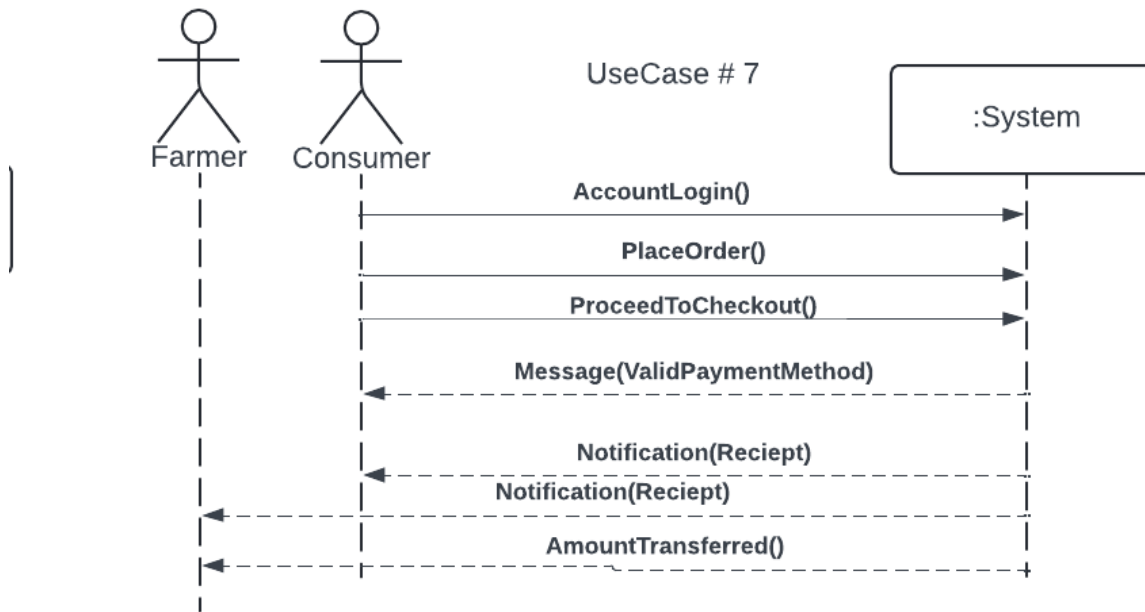 UseCase # 7
:System
Farmer
Consumer
AccountLogin()
PlaceOrder()
ProceedToCheckout()
Message(ValidPaymentMethod)
Notification(Reciept)
Notification(Reciept)
AmountTransferred()